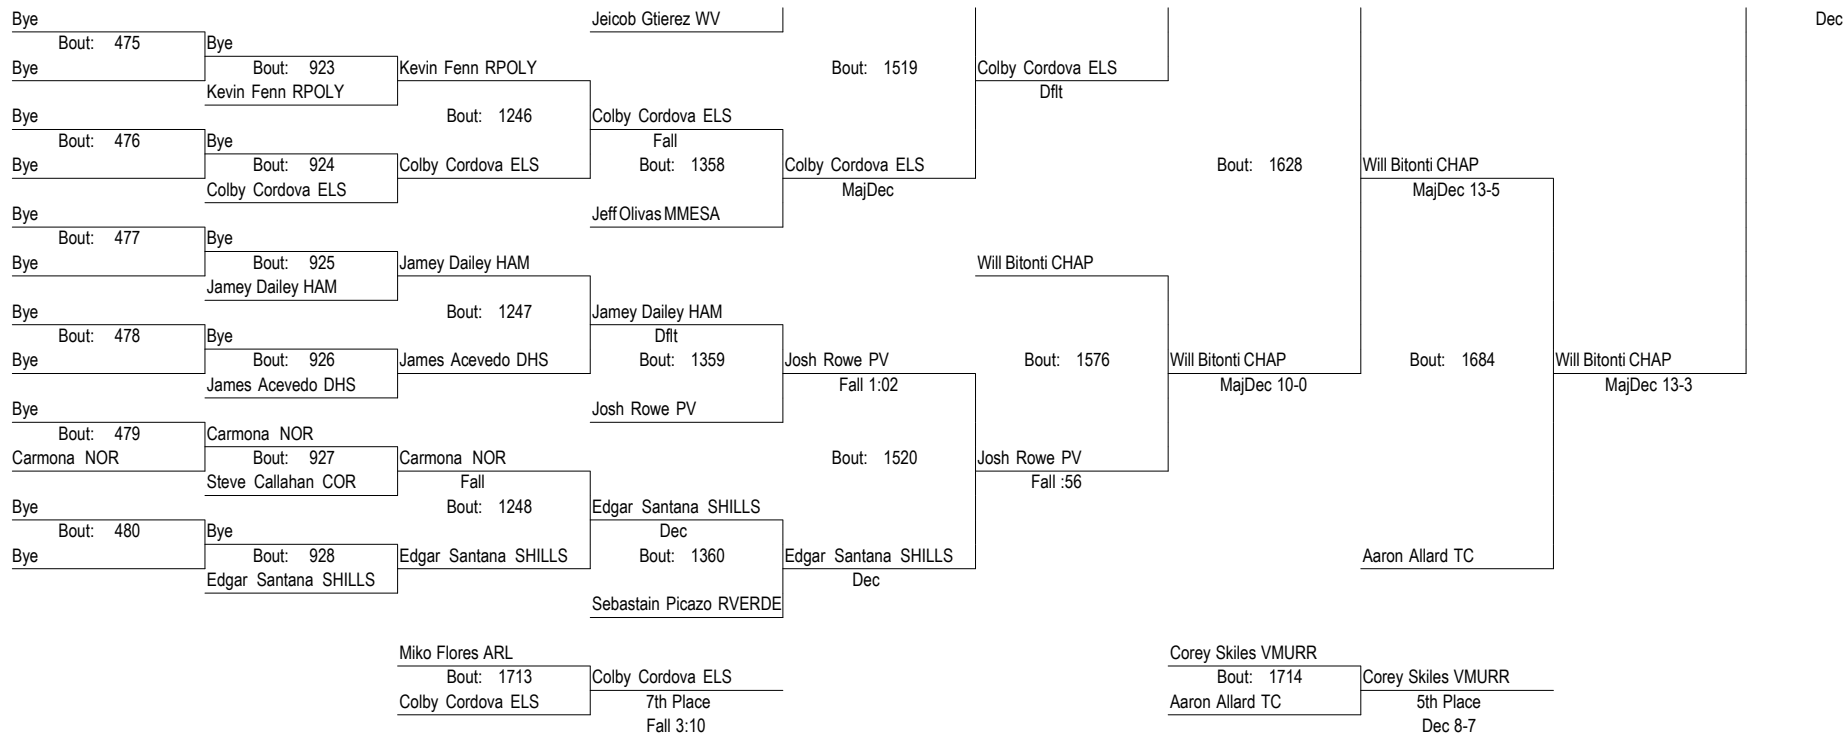 Bye Jeicob Gtierez WV Dec
Bout: 475 Bye
Bye Bout: 923 Kevin Fenn RPOLY Bout: 1519 Colby Cordova ELS
Kevin Fenn RPOLY Dflt
Bye Bout: 1246 Colby Cordova ELS
Bout: 476 Bye Fall
Bye Bout: 924 Colby Cordova ELS Bout: 1358 Colby Cordova ELS Bout: 1628 Will Bitonti CHAP
Colby Cordova ELS MajDec MajDec 13-5
Bye Jeff Olivas MMESA
Bout: 477 Bye
Bye Bout: 925 Jamey Dailey HAM Will Bitonti CHAP
Jamey Dailey HAM
Bye Bout: 1247 Jamey Dailey HAM
Bout: 478 Bye Dflt
Bye Bout: 926 James Acevedo DHS Bout: 1359 Josh Rowe PV Bout: 1576 Will Bitonti CHAP Bout: 1684 Will Bitonti CHAP
James Acevedo DHS Fall 1:02 MajDec 10-0 MajDec 13-3
Bye Josh Rowe PV
Bout: 479 Carmona NOR
Carmona NOR Bout: 927 Carmona NOR Bout: 1520 Josh Rowe PV
Steve Callahan COR Fall Fall :56
Bye Bout: 1248 Edgar Santana SHILLS
Bout: 480 Bye Dec
Bye Bout: 928 Edgar Santana SHILLS Bout: 1360 Edgar Santana SHILLS Aaron Allard TC
Edgar Santana SHILLS Dec
Sebastain Picazo RVERDE
Miko Flores ARL Corey Skiles VMURR
Bout: 1713 Colby Cordova ELS Bout: 1714 Corey Skiles VMURR
Colby Cordova ELS 7th Place Aaron Allard TC 5th Place
Fall 3:10 Dec 8-7